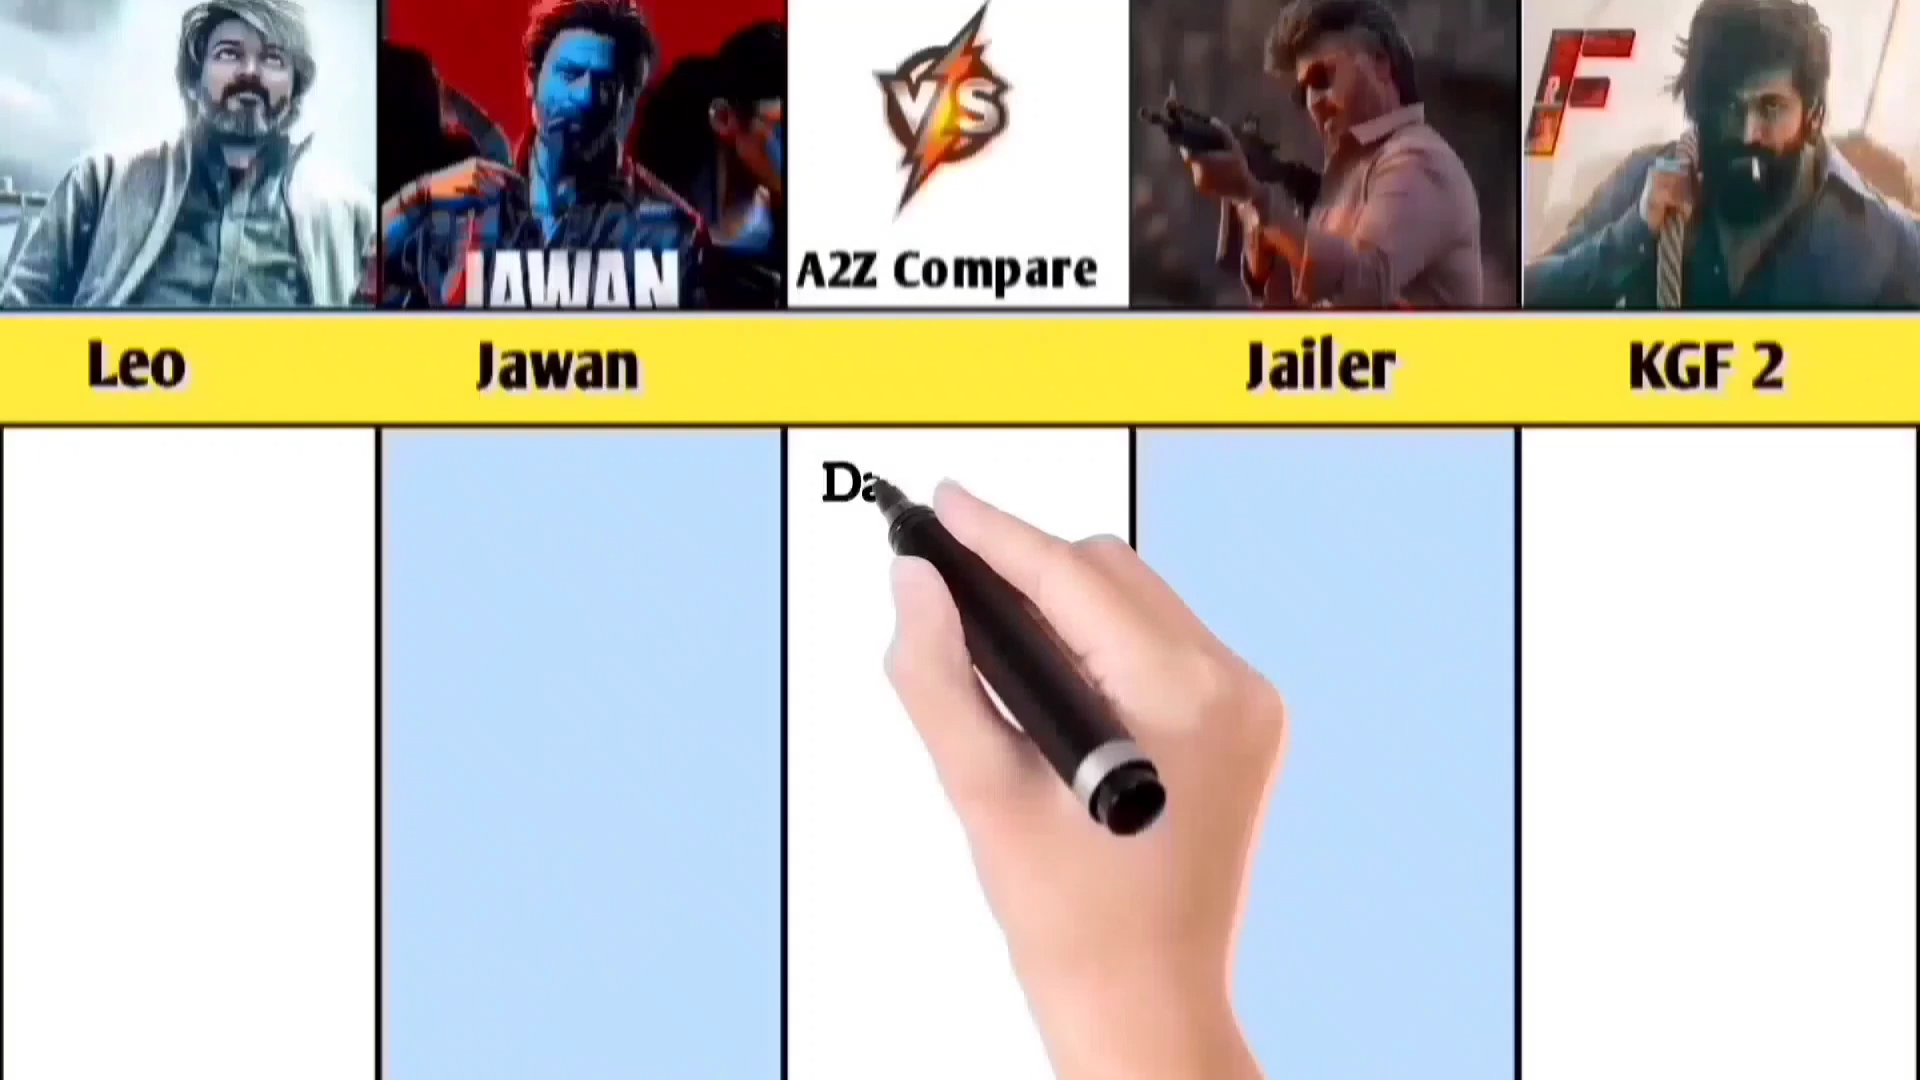 JAWAN
VS
A2Z Compare
F
Leo
Jawan
Jailer
KGF 2
Da